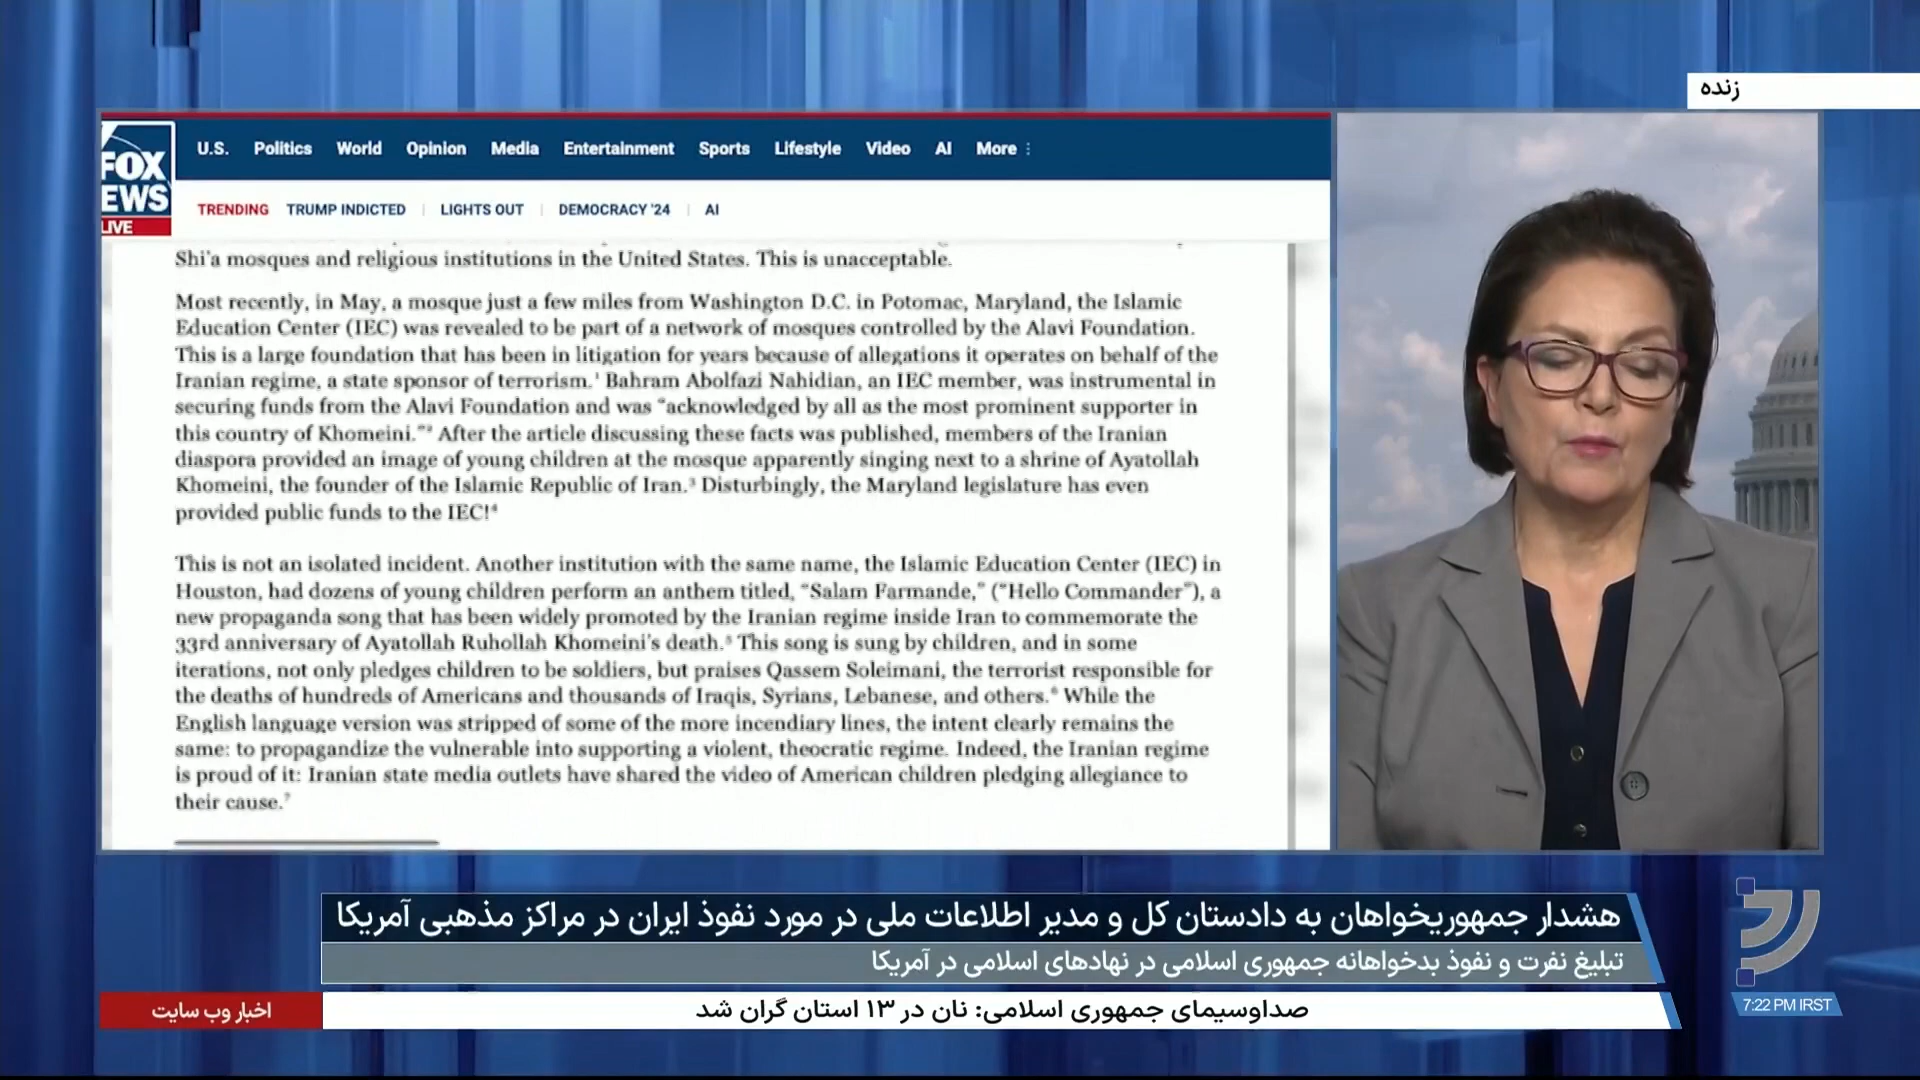 زنده
FOX
EWS
LIVE
U.S. Politics World Opinion Media Entertainment Sports Lifestyle Video AI More
TRENDING TRUMP INDICTED LIGHTS OUT DEMOCRACY '24 AI
Shi'a mosques and religious institutions in the United States. This is unacceptable.
Most recently, in May, a mosque just a few miles from Washington D.C. in Potomac, Maryland, the Islamic
Education Center (IEC) was revealed to be part of a network of mosques controlled by the Alavi Foundation.
This is a large foundation that has been in litigation for years because of allegations it operates on behalf of the
Iranian regime, a state sponsor of terrorism.¹ Bahram Abolfazi Nahidian, an IEC member, was instrumental in
securing funds from the Alavi Foundation and was “acknowledged by all as the most prominent supporter in
this country of Khomeini.”² After the article discussing these facts was published, members of the Iranian
diaspora provided an image of young children at the mosque apparently singing next to a shrine of Ayatollah
Khomeini, the founder of the Islamic Republic of Iran.³ Disturbingly, the Maryland legislature has even
provided public funds to the IEC!⁴
This is not an isolated incident. Another institution with the same name, the Islamic Education Center (IEC) in
Houston, had dozens of young children perform an anthem titled, “Salam Farmande,” (“Hello Commander”), a
new propaganda song that has been widely promoted by the Iranian regime inside Iran to commemorate the
33rd anniversary of Ayatollah Ruhollah Khomeini's death.⁵ This song is sung by children, and in some
iterations, not only pledges children to be soldiers, but praises Qassem Soleimani, the terrorist responsible for
the deaths of hundreds of Americans and thousands of Iraqis, Syrians, Lebanese, and others.⁶ While the
English language version was stripped of some of the more incendiary lines, the intent clearly remains the
same: to propagandize the vulnerable into supporting a violent, theocratic regime. Indeed, the Iranian regime
is proud of it: Iranian state media outlets have shared the video of American children pledging allegiance to
their cause.⁷
هشدار جمهوریخواهان به دادستان کل و مدیر اطلاعات ملی در مورد نفوذ ایران در مراکز مذهبی آمریکا
تبلیغ نفرت و نفوذ بدخواهانه جمهوری اسلامی در نهادهای اسلامی در آمریکا
اخبار وب سایت
صداوسیمای جمهوری اسلامی: نان در ۱۳ استان گران شد
7:22 PM IRST